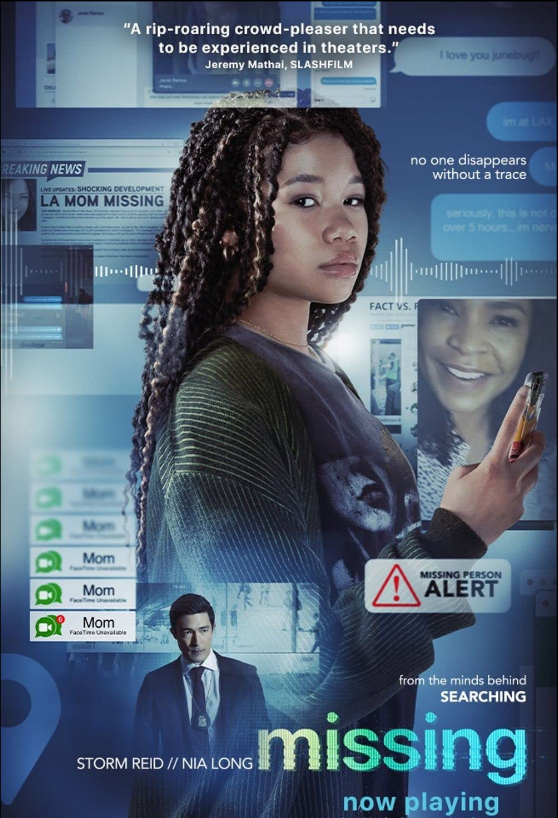 “A rip-roaring crowd-pleaser that needs
to be experienced in theaters.”
Jeremy Mathai, SLASHFILM
I love you junebug!!
im at LAX
no one disappears
without a trace
REAKING NEWS
LIVE UPDATES: SHOCKING DEVELOPMENT
LA MOM MISSING
seriously. this is not
over 5 hours...im
FACT VS.
Mom
Mom
FaceTime Unavailable
Mom
FaceTime Unavailable
6
Mom
FaceTime Unavailable
MISSING PERSON
ALERT
from the minds behind
SEARCHING
STORM REID // NIA LONG
missing
now playing